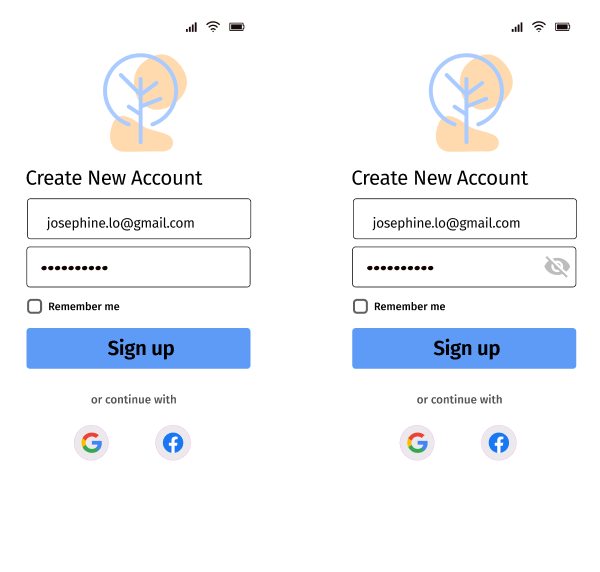 Create New Account
josephine.lo@gmail.com
••••••••••
Remember me
Sign up
or continue with
Create New Account
josephine.lo@gmail.com
••••••••••
Remember me
Sign up
or continue with